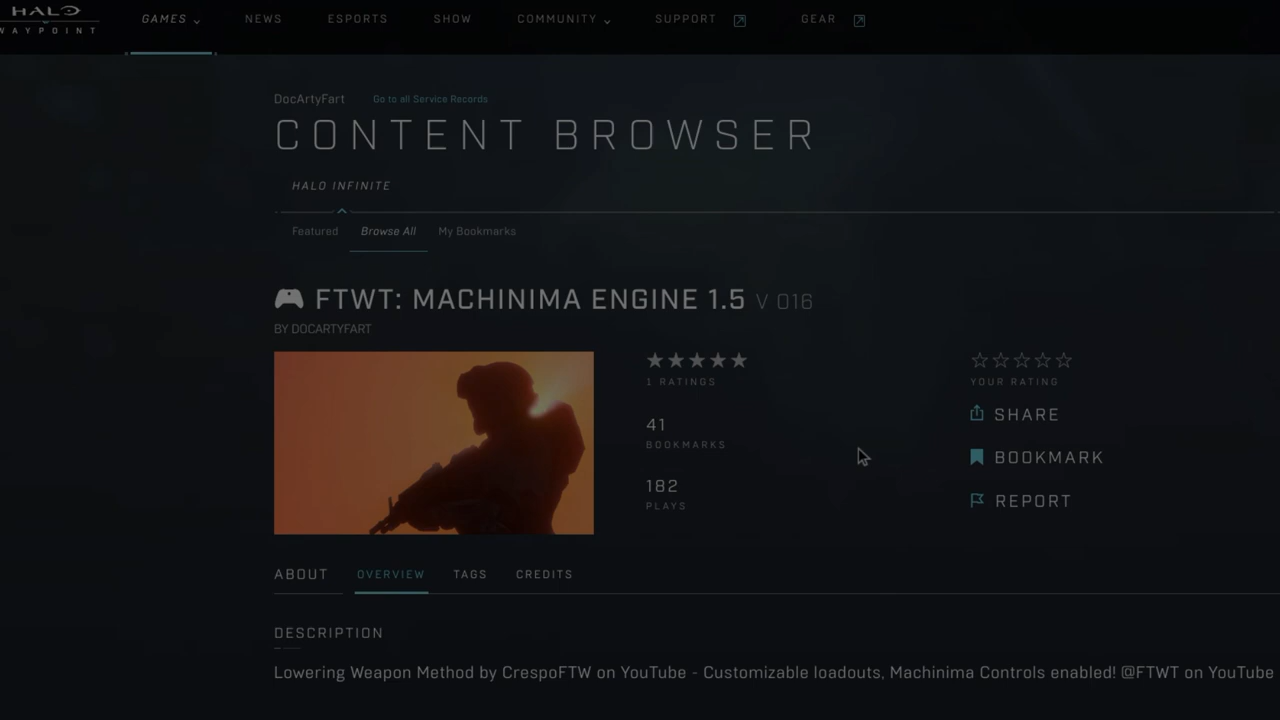 HALO
WAYPOINT
GAMES NEWS ESPORTS SHOW COMMUNITY SUPPORT GEAR
DocArtyFart Go to all Service Records
CONTENT BROWSER
HALO INFINITE
Featured Browse All My Bookmarks
FTWT: MACHINIMA ENGINE 1.5 V 016
BY DOCARTYFART
1 RATINGS
YOUR RATING
SHARE
41
BOOKMARKS
BOOKMARK
182
PLAYS
REPORT
ABOUT OVERVIEW TAGS CREDITS
DESCRIPTION
Lowering Weapon Method by CrespoFTW on YouTube - Customizable loadouts, Machinima Controls enabled! @FTWT on YouTube